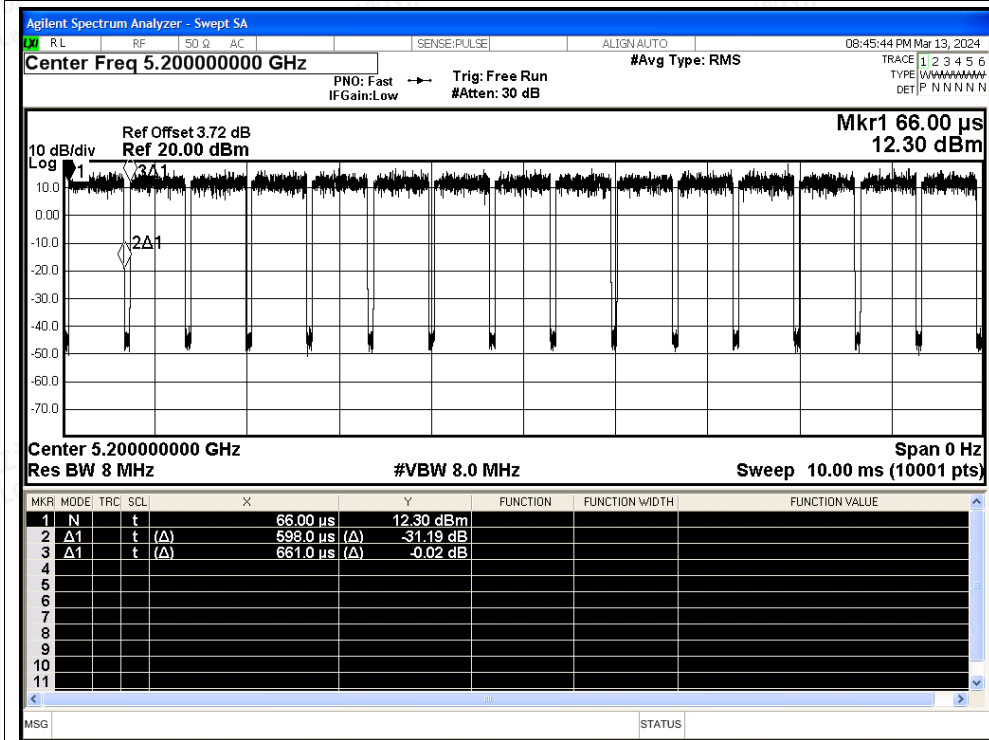 Agilent Spectrum Analyzer - Swept SA
LXI RL RF 50 Ω AC SENSE:PULSE ALIGN AUTO 08:45:44 PM Mar 13, 2024
Center Freq 5.200000000 GHz #Avg Type: RMS TRACE 1 2 3 4 5 6
PNO: Fast Trig: Free Run TYPE
IFGain:Low #Atten: 30 dB DET P N N N N N
Mkr1 66.00 µs
Ref Offset 3.72 dB
10 dB/div Ref 20.00 dBm 12.30 dBm
Log
1 3Δ1
10.0
0.00
-10.0 2Δ1
-20.0
-30.0
-40.0
-50.0
-60.0
-70.0
Center 5.200000000 GHz Span 0 Hz
Res BW 8 MHz #VBW 8.0 MHz Sweep 10.00 ms (10001 pts)
MKR MODE TRC SCL X Y FUNCTION FUNCTION WIDTH FUNCTION VALUE
1 N t 66.00 µs 12.30 dBm
2 Δ1 t (Δ) 598.0 µs (Δ) -31.19 dB
3 Δ1 t (Δ) 661.0 µs (Δ) -0.02 dB
4
5
6
7
8
9
10
11
MSG STATUS